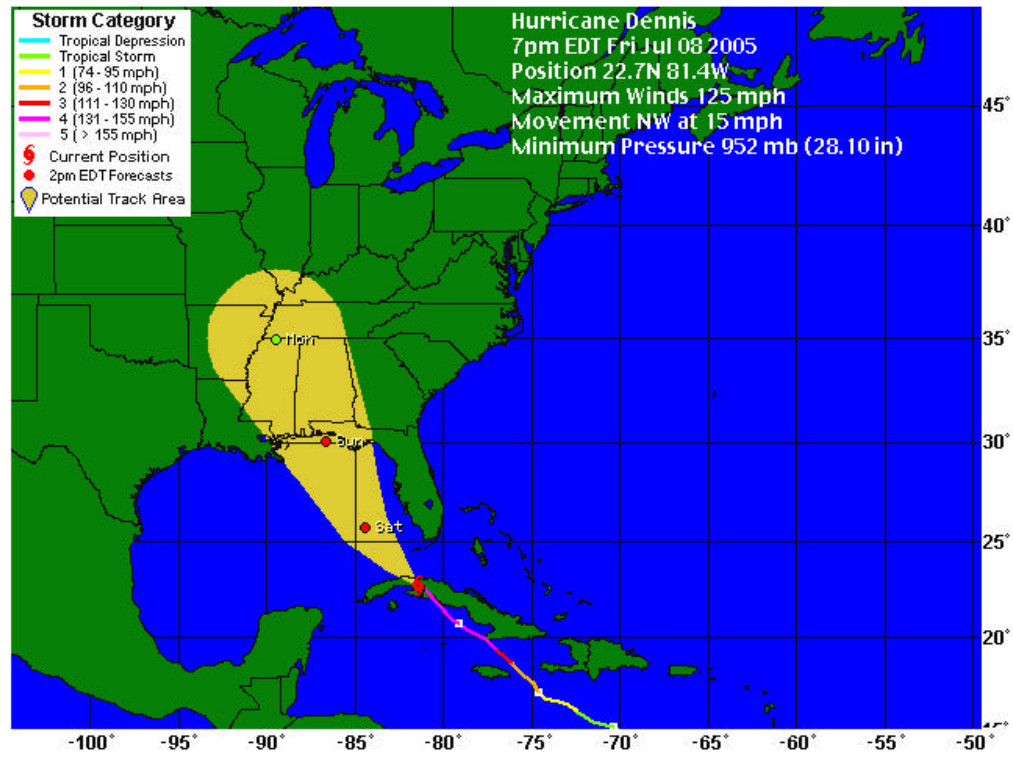 Storm Category
Tropical Depression
Tropical Storm
1 (74-95 mph)
2 (96-110 mph)
3 (111-130 mph)
4 (131-155 mph)
5 ( > 155 mph)
Current Position
2pm EDT Forecasts
Potential Track Area
Hurricane Dennis
7pm EDT Fri Jul 08 2005
Position 22.7N 81.4W
Maximum Winds 125 mph
Movement NW at 15 mph
Minimum Pressure 952 mb (28.10 in)
45°
40°
Mon
35°
Sun
30°
Sat
25°
20°
15°
-100° -95° -90° -85° -80° -75° -70° -65° -60° -55° -50°